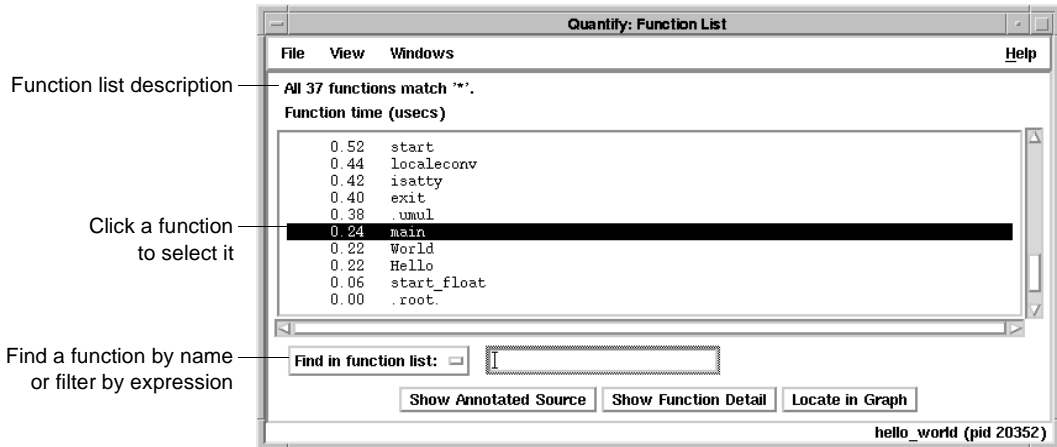 Quantify: Function List
File View Windows Help
Function list description
All 37 functions match '*'.
Function time (usecs)
0.52 start
0.44 localeconv
0.42 isatty
0.40 exit
0.38 .umul
Click a function
to select it
0.24 main
0.22 World
0.22 Hello
0.06 start_float
0.00 .root.
Find a function by name
or filter by expression
Find in function list:
Show Annotated Source Show Function Detail Locate in Graph
hello_world (pid 20352)